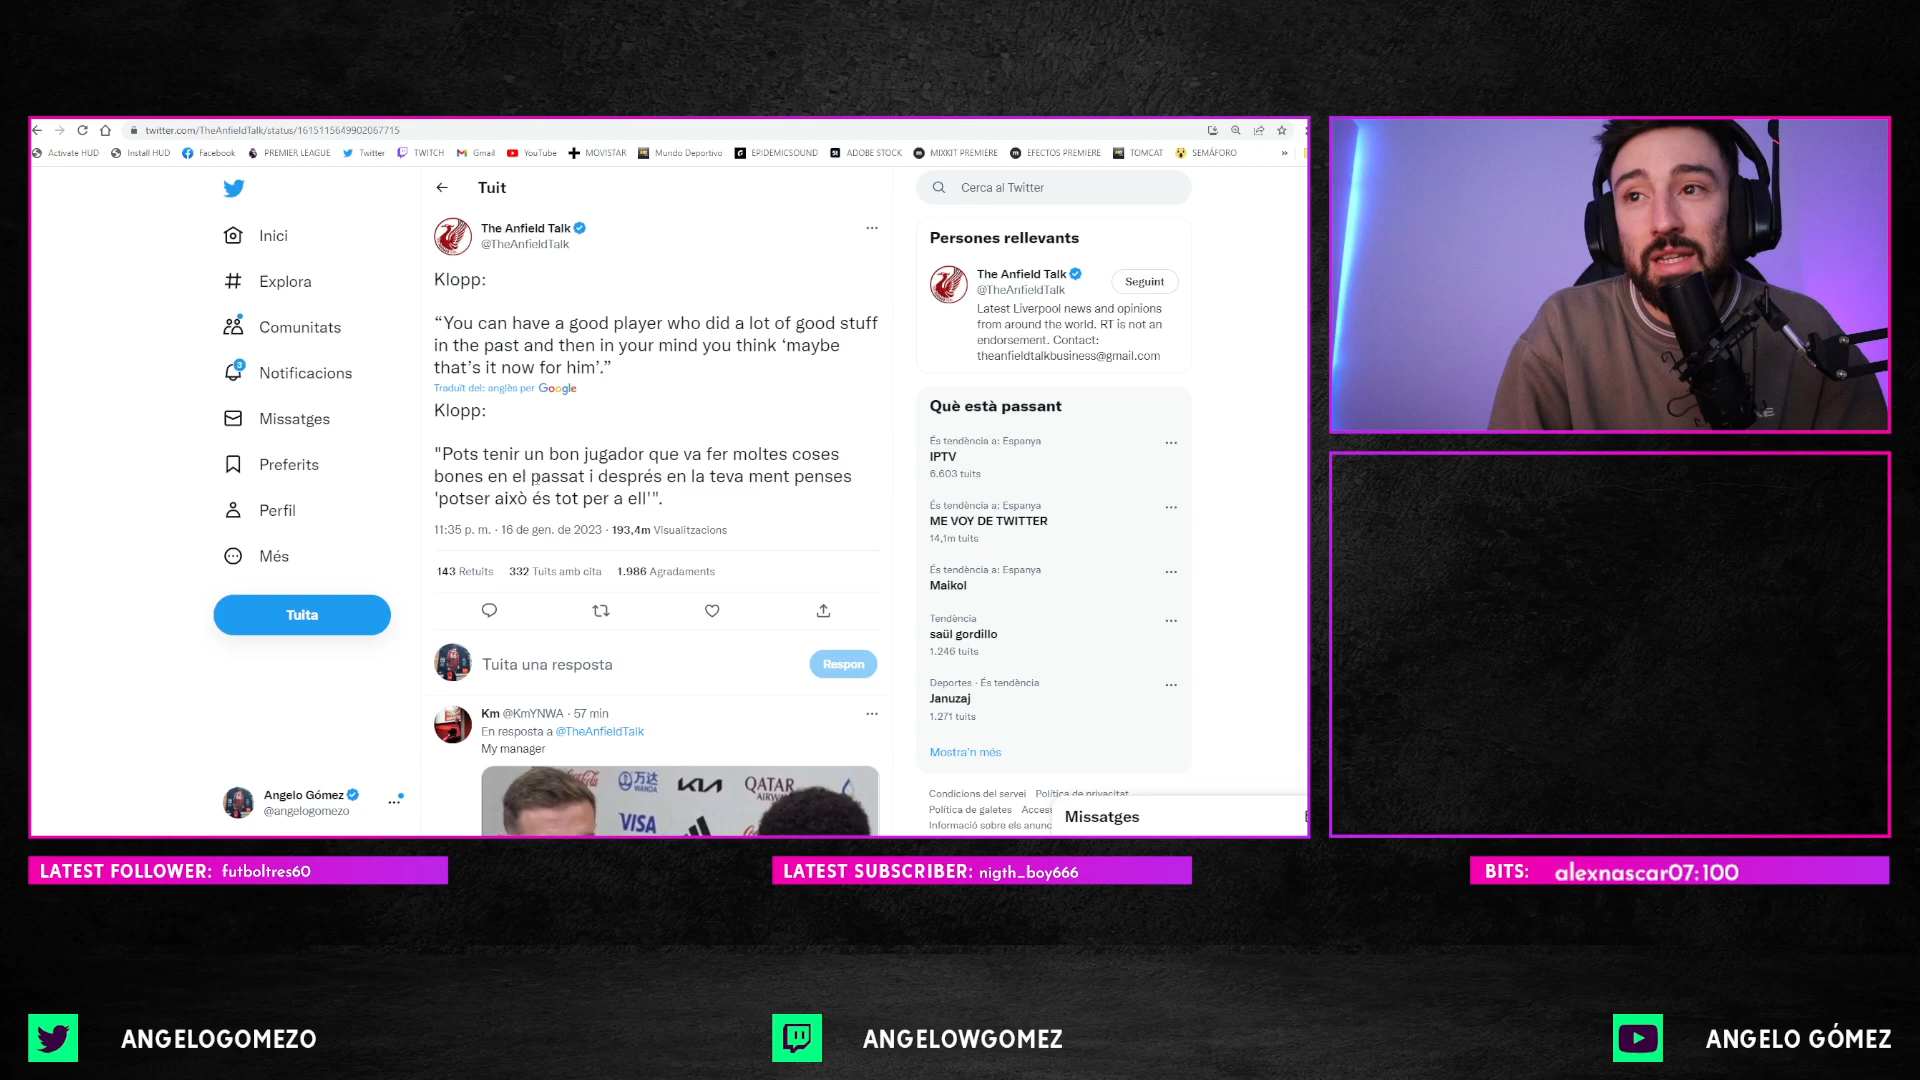 twitter.com/TheAnfieldTalk/status/1615115649902067715
Activate HUD
Install HUD
Facebook
PREMIER LEAGUE
Twitter
TWITCH
Gmail
YouTube
MOVISTAR
Mundo Deportivo
EPIDEMICSOUND
ADOBE STOCK
MIXKIT PREMIERE
EFECTOS PREMIERE
TOMCAT
SEMÁFORO
»
Inici
Explora
Comunitats
3
Notificacions
Missatges
Preferits
Perfil
Més
Tuita
Angelo Gómez
@angelogomezo
Tuit
The Anfield Talk
@TheAnfieldTalk
Klopp:
“You can have a good player who did a lot of good stuff
in the past and then in your mind you think ‘maybe
that’s it now for him’.”
Traduït del: anglès per Google
Klopp:
"Pots tenir un bon jugador que va fer moltes coses
bones en el passat i després en la teva ment penses
'potser això és tot per a ell'".
11:35 p. m. · 16 de gen. de 2023 · 193,4m Visualitzacions
143 Retuits 332 Tuits amb cita 1.986 Agradaments
Tuita una resposta
Respon
Km @KmYNWA · 57 min
En resposta a @TheAnfieldTalk
My manager
Coca-Cola
万达
WANDA
KIA
QATAR
AIRW
VISA
Cerca al Twitter
Persones rellevants
The Anfield Talk
@TheAnfieldTalk
Seguint
Latest Liverpool news and opinions
from around the world. RT is not an
endorsement. Contact:
theanfieldtalkbusiness@gmail.com
Què està passant
És tendència a: Espanya
IPTV
6.603 tuits
És tendència a: Espanya
ME VOY DE TWITTER
14,1m tuits
És tendència a: Espanya
Maikol
Tendència
saül gordillo
1.246 tuits
Deportes · És tendència
Januzaj
1.271 tuits
Mostra'n més
Condicions del servei Política de privacitat
Política de galetes Acces
Informació sobre els anunc
Missatges
LATEST FOLLOWER: futboltres60
LATEST SUBSCRIBER: nigth_boy666
BITS: alexnascar07:100
ANGELOGOMEZO
ANGELOWGOMEZ
ANGELO GÓMEZ